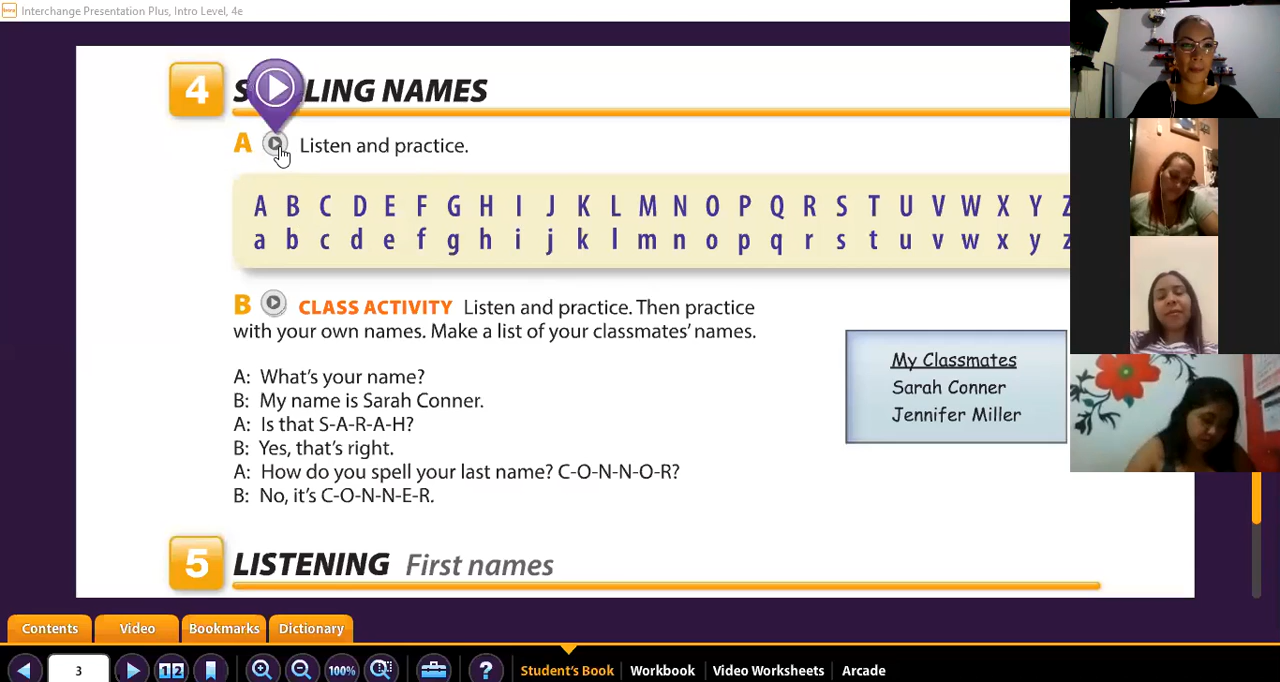 Interchange Presentation Plus, Intro Level, 4e
4 S LING NAMES
A Listen and practice.
A B C D E F G H I J K L M N O P Q R S T U V W X Y Z
a b c d e f g h i j k l m n o p q r s t u v w x y z
B CLASS ACTIVITY Listen and practice. Then practice
with your own names. Make a list of your classmates' names.
A: What's your name?
B: My name is Sarah Conner.
A: Is that S-A-R-A-H?
B: Yes, that's right.
A: How do you spell your last name? C-O-N-N-O-R?
B: No, it's C-O-N-N-E-R.
My Classmates
Sarah Conner
Jennifer Miller
5 LISTENING First names
Contents Video Bookmarks Dictionary
3 12 100% ? Student's Book Workbook Video Worksheets Arcade